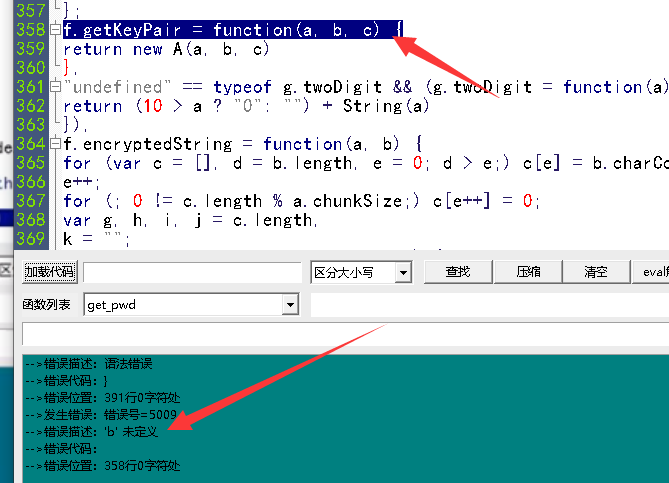 357 };
358 f.getKeyPair = function(a, b, c) {
359 return new A(a, b, c)
360 },
361 "undefined" == typeof g.twoDigit && (g.twoDigit = function(a)
362 return (10 > a ? "0": "") + String(a)
363 }),
364 f.encryptedString = function(a, b) {
365 for (var c = [], d = b.length, e = 0; d > e;) c[e] = b.charCo
366 e++;
367 for (; 0 != c.length % a.chunkSize;) c[e++] = 0;
368 var g, h, i, j = c.length,
369 k = "";
加载代码 区分大小写 查找 压缩 清空 eval
函数列表 get_pwd
-->错误描述: 语法错误
-->错误代码: }
-->错误位置: 391行0字符处
-->发生错误: 错误号=5009
-->错误描述: 'b' 未定义
-->错误代码:
-->错误位置: 358行0字符处